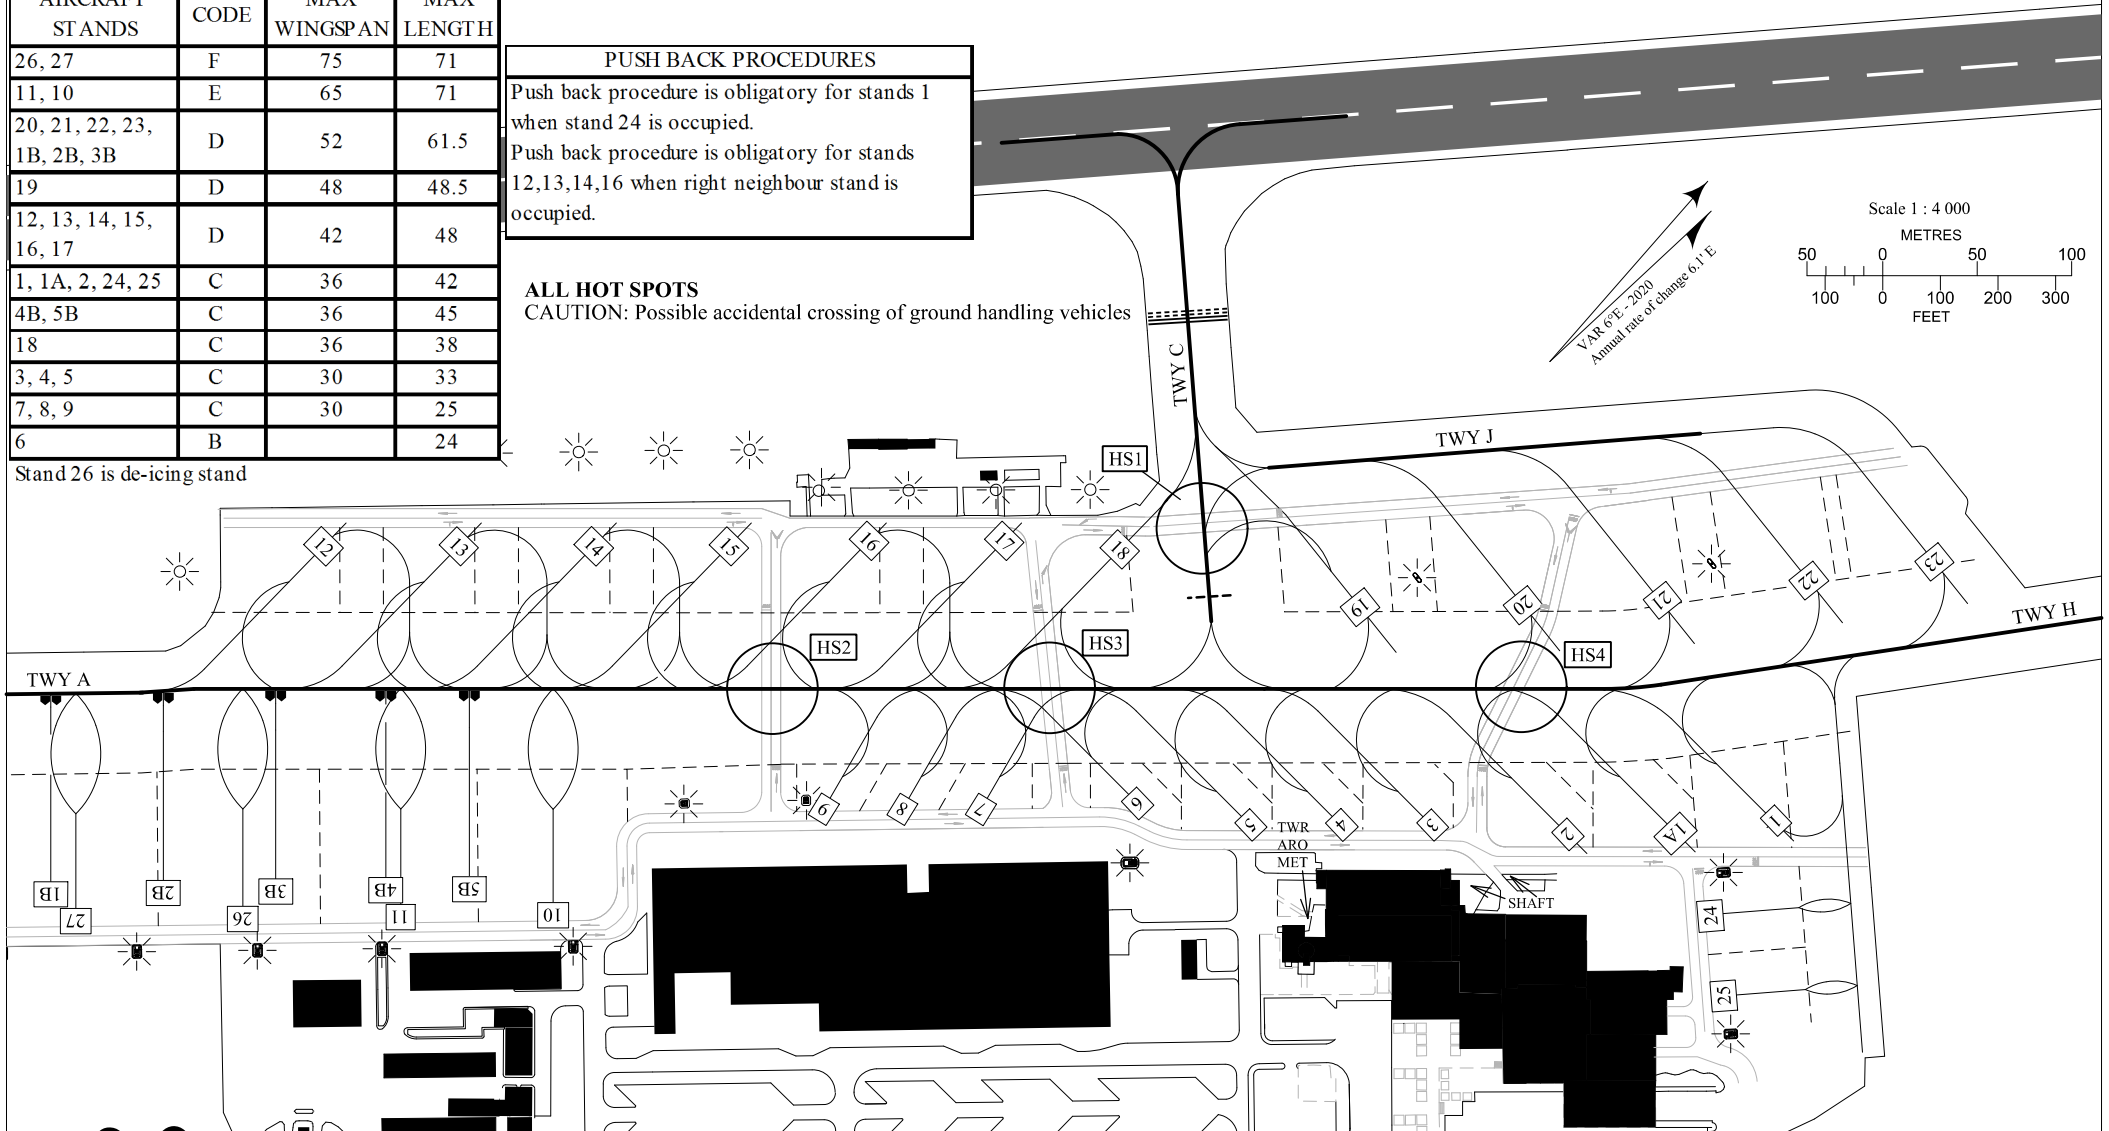 AIRCRAFT STANDS CODE MAX WINGSPAN MAX LENGTH
26, 27 F 75 71
11, 10 E 65 71
20, 21, 22, 23,
1B, 2B, 3B D 52 61.5
19 D 48 48.5
12, 13, 14, 15,
16, 17 D 42 48
1, 1A, 2, 24, 25 C 36 42
4B, 5B C 36 45
18 C 36 38
3, 4, 5 C 30 33
7, 8, 9 C 30 25
6 B 24
Stand 26 is de-icing stand
PUSH BACK PROCEDURES
Push back procedure is obligatory for stands 1
when stand 24 is occupied.
Push back procedure is obligatory for stands
12,13,14,16 when right neighbour stand is
occupied.
ALL HOT SPOTS
CAUTION: Possible accidental crossing of ground handling vehicles
VAR 6°E - 2020
Annual rate of change 6.1' E
Scale 1 : 4 000
METRES
50 0 50 100
100 0 100 200 300
FEET
TWY C
TWY J
HS1
12
13
14
15
16
17
18
19
20
21
22
23
TWY H
HS2
HS3
HS4
TWY A
9
8
7
6
5
4
3
2
1A
1
TWR
ARO
MET
1B
27
2B
26
3B
4B
11
5B
10
SHAFT
24
25